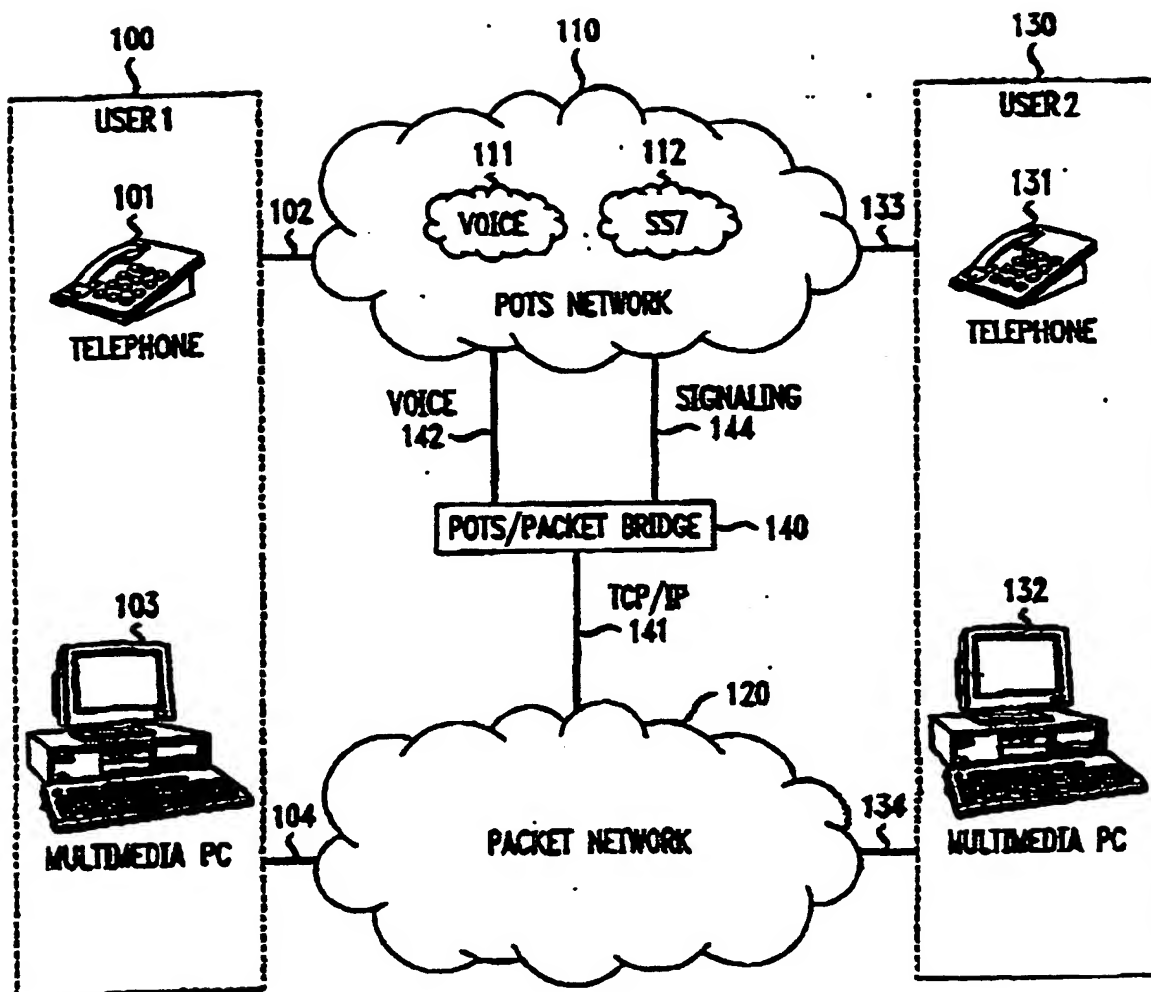 100
110
130
USER 1
USER 2
111
112
101
131
102
133
VOICE
SS7
TELEPHONE
POTS NETWORK
TELEPHONE
VOICE
142
SIGNALING
144
POTS/PACKET BRIDGE
140
TCP/IP
141
103
132
120
104
134
PACKET NETWORK
MULTIMEDIA PC
MULTIMEDIA PC